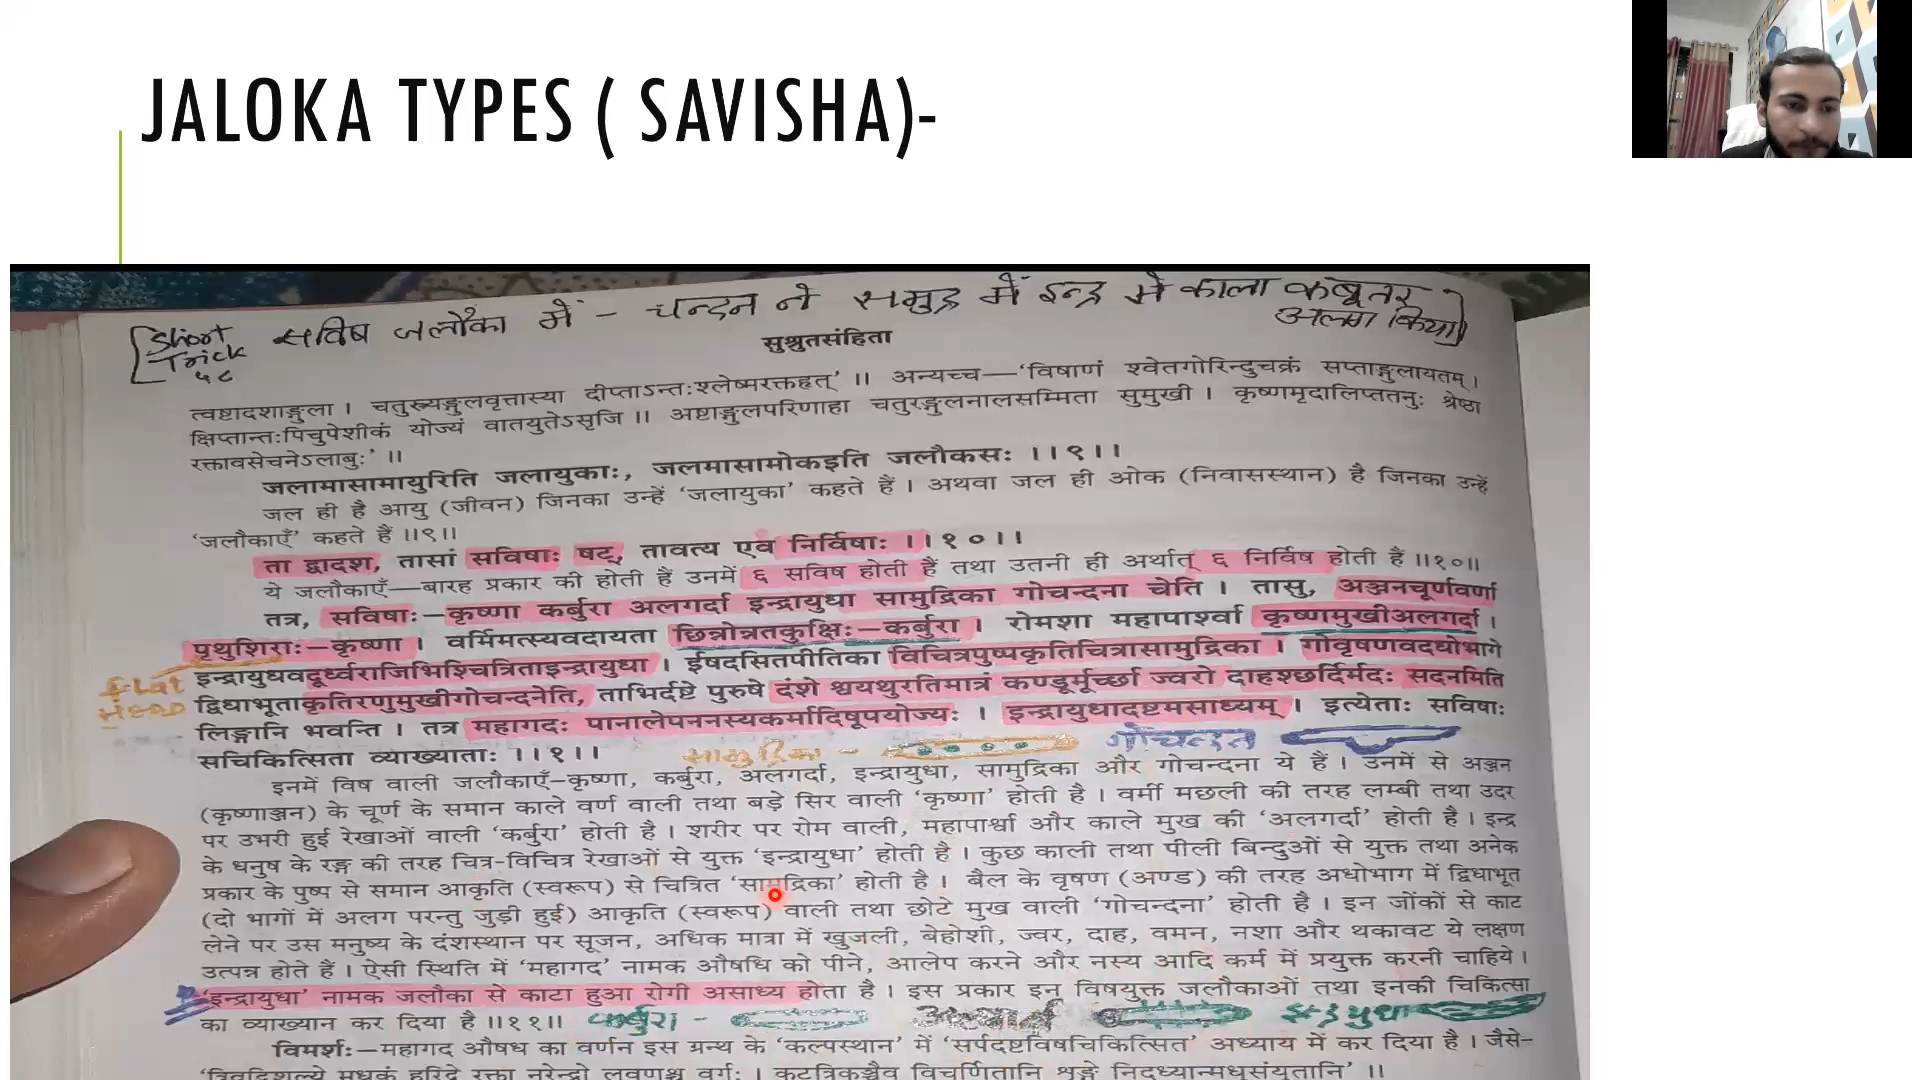 JALOKA TYPES ( SAVISHA)-
[Short Trick सविष जलौका में - चन्दन ने समुद्र में इन्द्र से काला कबूतर अलग किया]
सुश्रुतसंहिता
त्वष्टादशाङ्गुला । चतुस्त्र्यङ्गुलवृत्तास्या दीप्ताऽन्तःश्लेष्मरक्तहृत्’ ।। अन्यच्च—‘विषाणं श्वेतगोरिन्दुचक्रं सप्ताङ्गुलायतम् ।
क्षिप्तान्तःपिचुपेशीकं योज्यं वातयुतेऽसृजि ।। अष्टाङ्गुलपरिणाहा चतुरङ्गुलनालसम्मिता सुमुखी । कृष्णमृदालिप्ततनुः श्रेष्ठा
रक्तावसेचनेऽलाबुः’ ।।
जलामासामायुरिति जलायुकाः, जलमासामोकइति जलौकसः ।।९।।
जल ही है आयु (जीवन) जिनका उन्हें ‘जलायुका’ कहते हैं । अथवा जल ही ओक (निवासस्थान) है जिनका उन्हें
‘जलौकाएँ’ कहते हैं ।।९।।
ता द्वादश, तासां सविषाः षट्, तावत्य एव निर्विषाः ।।१०।।
ये जलौकाएँ—बारह प्रकार की होती हैं उनमें ६ सविष होती हैं तथा उतनी ही अर्थात् ६ निर्विष होती हैं ।।१०।।
तत्र, सविषाः—कृष्णा कर्बुरा अलगर्दा इन्द्रायुधा सामुद्रिका गोचन्दना चेति । तासु, अञ्जनचूर्णवर्णा
पृथुशिराः—कृष्णा । वर्मिमत्स्यवदायता छिन्नोन्नतकुक्षिः—कर्बुरा । रोमशा महापार्श्वा कृष्णमुखीअलगर्दा ।
इन्द्रायुधवदूर्ध्वराजिभिश्चित्रिताइन्द्रायुधा । ईषदसितपीतिका विचित्रपुष्पकृतिचित्रासामुद्रिका । गोवृषणवदधोभागे
flat Head
द्विधाभूताकृतिरणुमुखीगोचन्दनेति, ताभिर्दष्टे पुरुषे दंशे श्वयथुरतिमात्रं कण्डूर्मूर्च्छा ज्वरो दाहश्छर्दिर्मदः सदनमिति
लिङ्गानि भवन्ति । तत्र महागदः पानालेपननस्यकर्मादिषूपयोज्यः । इन्द्रायुधादष्टमसाध्यम् । इत्येताः सविषाः
सचिकित्सिता व्याख्याताः ।।१।।
सामुद्रिका - गोचन्दन
इनमें विष वाली जलौकाएँ–कृष्णा, कर्बुरा, अलगर्दा, इन्द्रायुधा, सामुद्रिका और गोचन्दना ये हैं । उनमें से अञ्जन
(कृष्णाञ्जन) के चूर्ण के समान काले वर्ण वाली तथा बड़े सिर वाली ‘कृष्णा’ होती है । वर्मी मछली की तरह लम्बी तथा उदर
पर उभरी हुई रेखाओं वाली ‘कर्बुरा’ होती है । शरीर पर रोम वाली, महापार्श्वा और काले मुख की ‘अलगर्दा’ होती है । इन्द्र
के धनुष के रङ्ग की तरह चित्र-विचित्र रेखाओं से युक्त ‘इन्द्रायुधा’ होती है । कुछ काली तथा पीली बिन्दुओं से युक्त तथा अनेक
प्रकार के पुष्प से समान आकृति (स्वरूप) से चित्रित ‘सामुद्रिका’ होती है । बैल के वृषण (अण्ड) की तरह अधोभाग में द्विधाभूत
(दो भागों में अलग परन्तु जुड़ी हुई) आकृति (स्वरूप) वाली तथा छोटे मुख वाली ‘गोचन्दना’ होती है । इन जोंकों से काट
लेने पर उस मनुष्य के दंशस्थान पर सूजन, अधिक मात्रा में खुजली, बेहोशी, ज्वर, दाह, वमन, नशा और थकावट ये लक्षण
उत्पन्न होते हैं । ऐसी स्थिति में ‘महागद’ नामक औषधि को पीने, आलेप करने और नस्य आदि कर्म में प्रयुक्त करनी चाहिये ।
‘इन्द्रायुधा’ नामक जलौका से काटा हुआ रोगी असाध्य होता है । इस प्रकार इन विषयुक्त जलौकाओं तथा इनकी चिकित्सा
का व्याख्यान कर दिया है ।।११।। कर्बुरा - इन्द्रायुधा
विमर्शः—महागद औषध का वर्णन इस ग्रन्थ के ‘कल्पस्थान’ में ‘सर्पदष्टविषचिकित्सित’ अध्याय में कर दिया है । जैसे–
‘त्रिवृद्विशल्ये मधुकं हरिद्रे रक्ता नरेन्द्रो लवणश्च वर्गः । कटुत्रिकञ्चैव विचूर्णितानि शृङ्गे निदध्यान्मधुसंयुतानि’ ।।